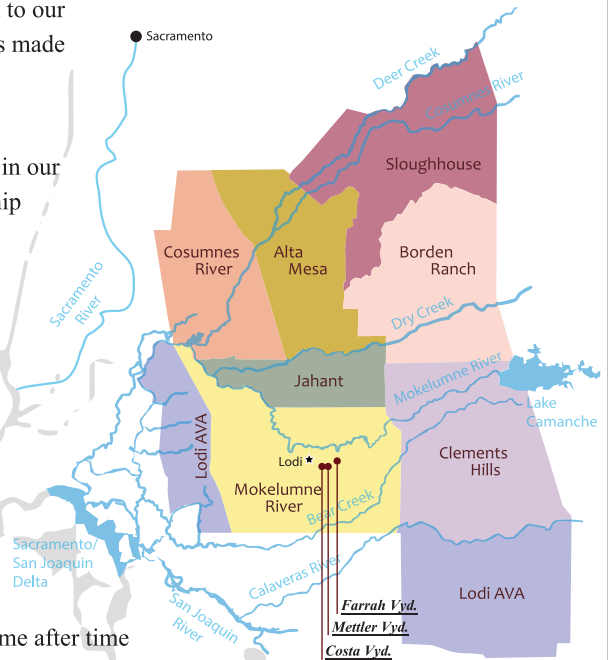 to our
s made
in our
ip
me after time
Sacramento
Deer Creek
Cosumnes River
Sloughhouse
Cosumnes
River
Alta
Mesa
Borden
Ranch
Sacramento
River
Dry Creek
Jahant
Mokelumne River
Lake
Camanche
Lodi AVA
Lodi
Mokelumne
River
Clements
Hills
Bear Creek
Sacramento/
San Joaquin
Delta
Calaveras River
San Joaquin
River
Lodi AVA
Farrah Vyd.
Mettler Vyd.
Costa Vyd.